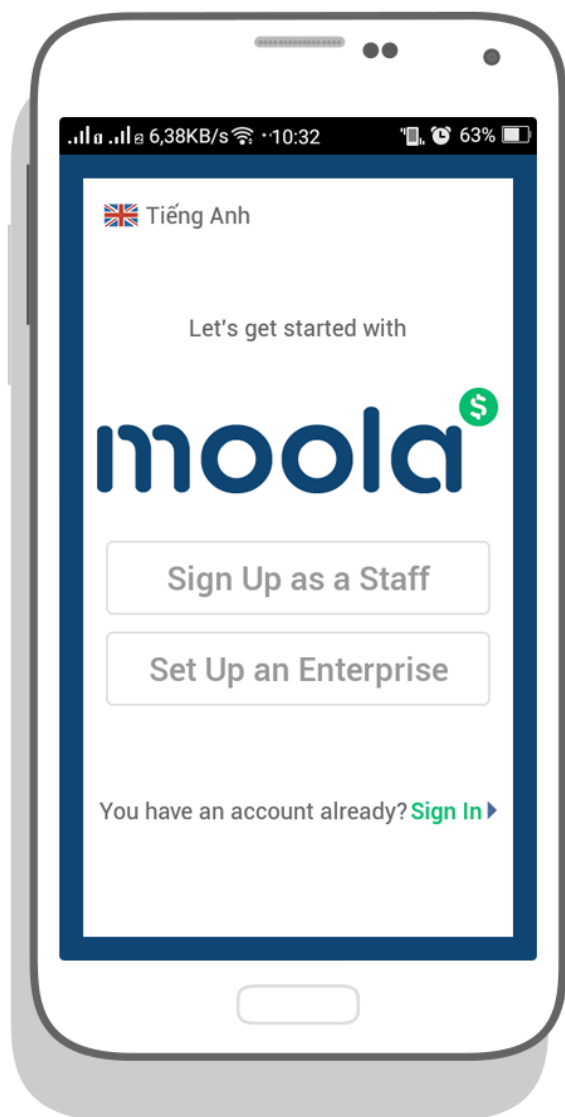 6,38KB/s 10:32 63%
Tiếng Anh
Let's get started with
moola
$
Sign Up as a Staff
Set Up an Enterprise
You have an account already? Sign In